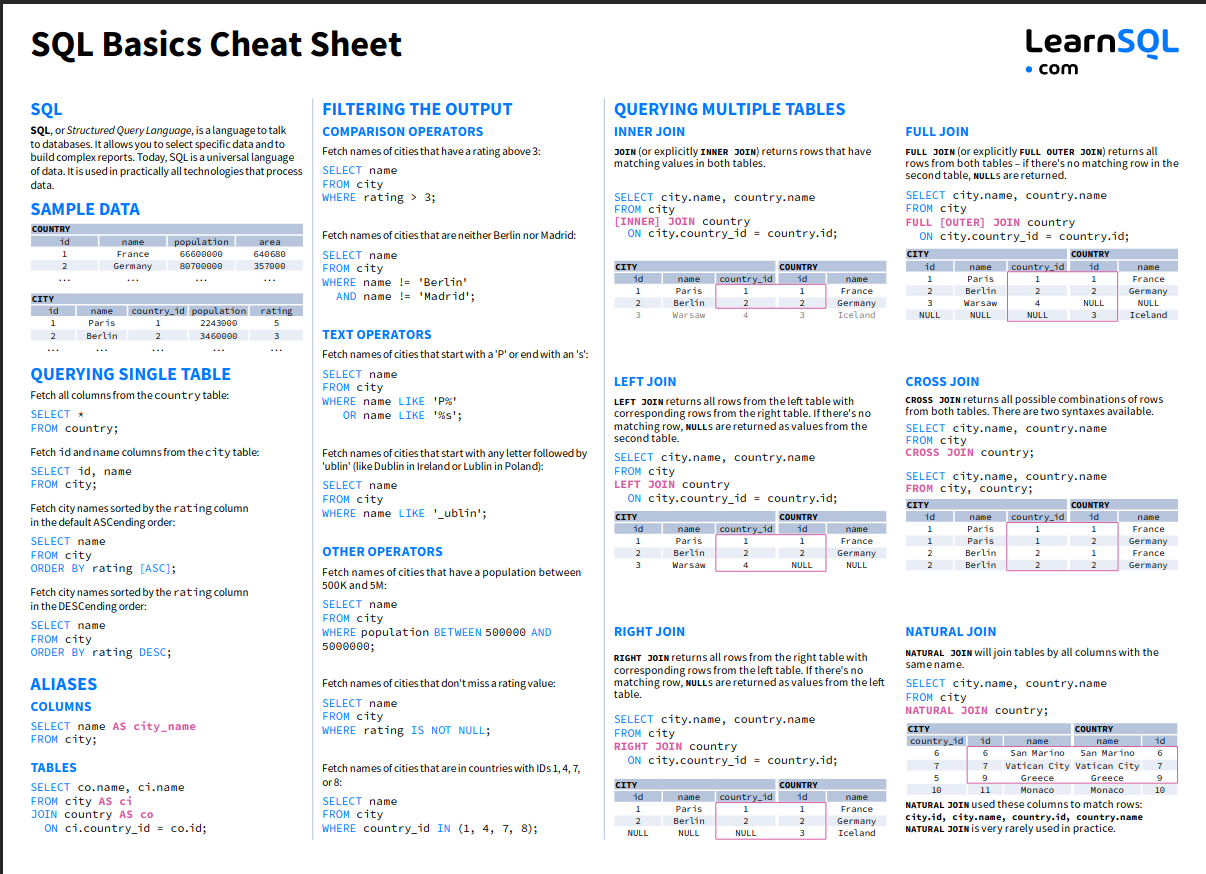 SQL Basics Cheat Sheet
LearnSQL
• com
SQL
SQL, or Structured Query Language, is a language to talk
to databases. It allows you to select specific data and to
build complex reports. Today, SQL is a universal language
of data. It is used in practically all technologies that process
data.
SAMPLE DATA
COUNTRY
id name population area
1 France 66600000 640680
2 Germany 80700000 357000
... ... ... ...
CITY
id name country_id population rating
1 Paris 1 2243000 5
2 Berlin 2 3460000 3
... ... ... ... ...
QUERYING SINGLE TABLE
Fetch all columns from the country table:
SELECT *
FROM country;
Fetch id and name columns from the city table:
SELECT id, name
FROM city;
Fetch city names sorted by the rating column
in the default ASCending order:
SELECT name
FROM city
ORDER BY rating [ASC];
Fetch city names sorted by the rating column
in the DESCending order:
SELECT name
FROM city
ORDER BY rating DESC;
ALIASES
COLUMNS
SELECT name AS city_name
FROM city;
TABLES
SELECT co.name, ci.name
FROM city AS ci
JOIN country AS co
ON ci.country_id = co.id;
FILTERING THE OUTPUT
COMPARISON OPERATORS
Fetch names of cities that have a rating above 3:
SELECT name
FROM city
WHERE rating > 3;
Fetch names of cities that are neither Berlin nor Madrid:
SELECT name
FROM city
WHERE name != 'Berlin'
AND name != 'Madrid';
TEXT OPERATORS
Fetch names of cities that start with a 'P' or end with an 's':
SELECT name
FROM city
WHERE name LIKE 'P%'
OR name LIKE '%s';
Fetch names of cities that start with any letter followed by
'ublin' (like Dublin in Ireland or Lublin in Poland):
SELECT name
FROM city
WHERE name LIKE '_ublin';
OTHER OPERATORS
Fetch names of cities that have a population between
500K and 5M:
SELECT name
FROM city
WHERE population BETWEEN 500000 AND
5000000;
Fetch names of cities that don't miss a rating value:
SELECT name
FROM city
WHERE rating IS NOT NULL;
Fetch names of cities that are in countries with IDs 1, 4, 7,
or 8:
SELECT name
FROM city
WHERE country_id IN (1, 4, 7, 8);
QUERYING MULTIPLE TABLES
INNER JOIN
JOIN (or explicitly INNER JOIN) returns rows that have
matching values in both tables.
SELECT city.name, country.name
FROM city
[INNER] JOIN country
ON city.country_id = country.id;
CITY COUNTRY
id name country_id id name
1 Paris 1 1 France
2 Berlin 2 2 Germany
3 Warsaw 4 3 Iceland
LEFT JOIN
LEFT JOIN returns all rows from the left table with
corresponding rows from the right table. If there's no
matching row, NULLs are returned as values from the
second table.
SELECT city.name, country.name
FROM city
LEFT JOIN country
ON city.country_id = country.id;
CITY COUNTRY
id name country_id id name
1 Paris 1 1 France
2 Berlin 2 2 Germany
3 Warsaw 4 NULL NULL
RIGHT JOIN
RIGHT JOIN returns all rows from the right table with
corresponding rows from the left table. If there's no
matching row, NULLs are returned as values from the left
table.
SELECT city.name, country.name
FROM city
RIGHT JOIN country
ON city.country_id = country.id;
CITY COUNTRY
id name country_id id name
1 Paris 1 1 France
2 Berlin 2 2 Germany
NULL NULL NULL 3 Iceland
FULL JOIN
FULL JOIN (or explicitly FULL OUTER JOIN) returns all
rows from both tables – if there's no matching row in the
second table, NULLs are returned.
SELECT city.name, country.name
FROM city
FULL [OUTER] JOIN country
ON city.country_id = country.id;
CITY COUNTRY
id name country_id id name
1 Paris 1 1 France
2 Berlin 2 2 Germany
3 Warsaw 4 NULL NULL
NULL NULL NULL 3 Iceland
CROSS JOIN
CROSS JOIN returns all possible combinations of rows
from both tables. There are two syntaxes available.
SELECT city.name, country.name
FROM city
CROSS JOIN country;
SELECT city.name, country.name
FROM city, country;
CITY COUNTRY
id name country_id id name
1 Paris 1 1 France
1 Paris 1 2 Germany
2 Berlin 2 1 France
2 Berlin 2 2 Germany
NATURAL JOIN
NATURAL JOIN will join tables by all columns with the
same name.
SELECT city.name, country.name
FROM city
NATURAL JOIN country;
CITY COUNTRY
country_id id name name id
6 6 San Marino San Marino 6
7 7 Vatican City Vatican City 7
5 9 Greece Greece 9
10 11 Monaco Monaco 10
NATURAL JOIN used these columns to match rows:
city.id, city.name, country.id, country.name
NATURAL JOIN is very rarely used in practice.